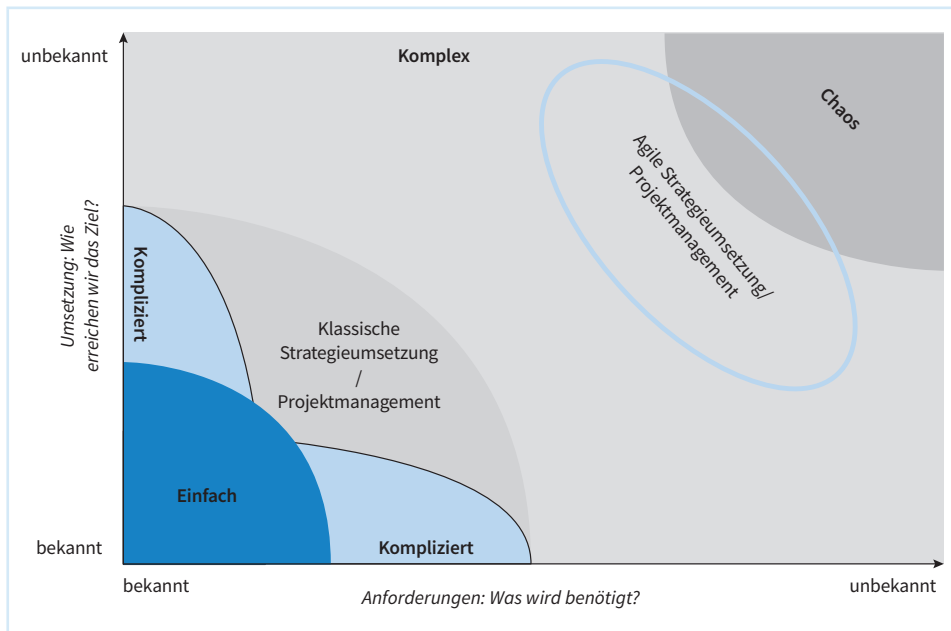 unbekannt
Komplex
Chaos
Agile Strategieumsetzung/
Projektmanagement
Umsetzung: Wie
erreichen wir das Ziel?
Kompliziert
Klassische
Strategieumsetzung
/
Projektmanagement
Einfach
bekannt
Kompliziert
bekannt
unbekannt
Anforderungen: Was wird benötigt?